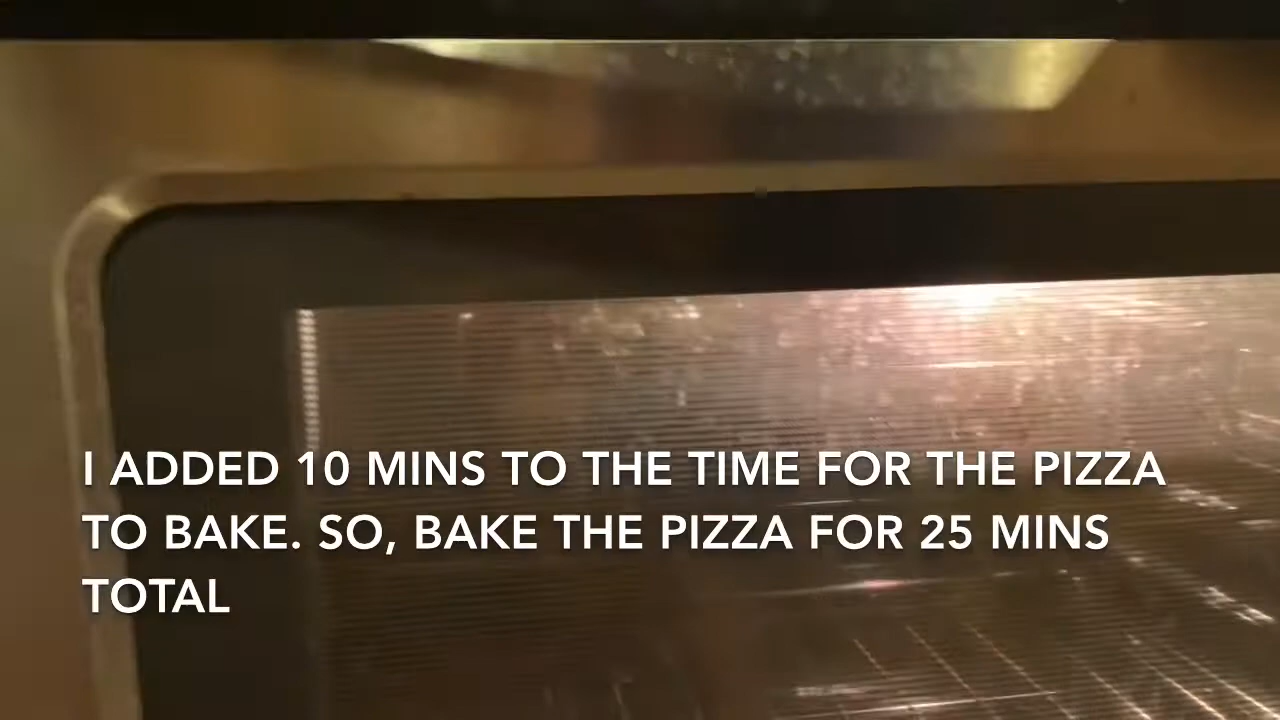 I ADDED 10 MINS TO THE TIME FOR THE PIZZA
TO BAKE. SO, BAKE THE PIZZA FOR 25 MINS
TOTAL